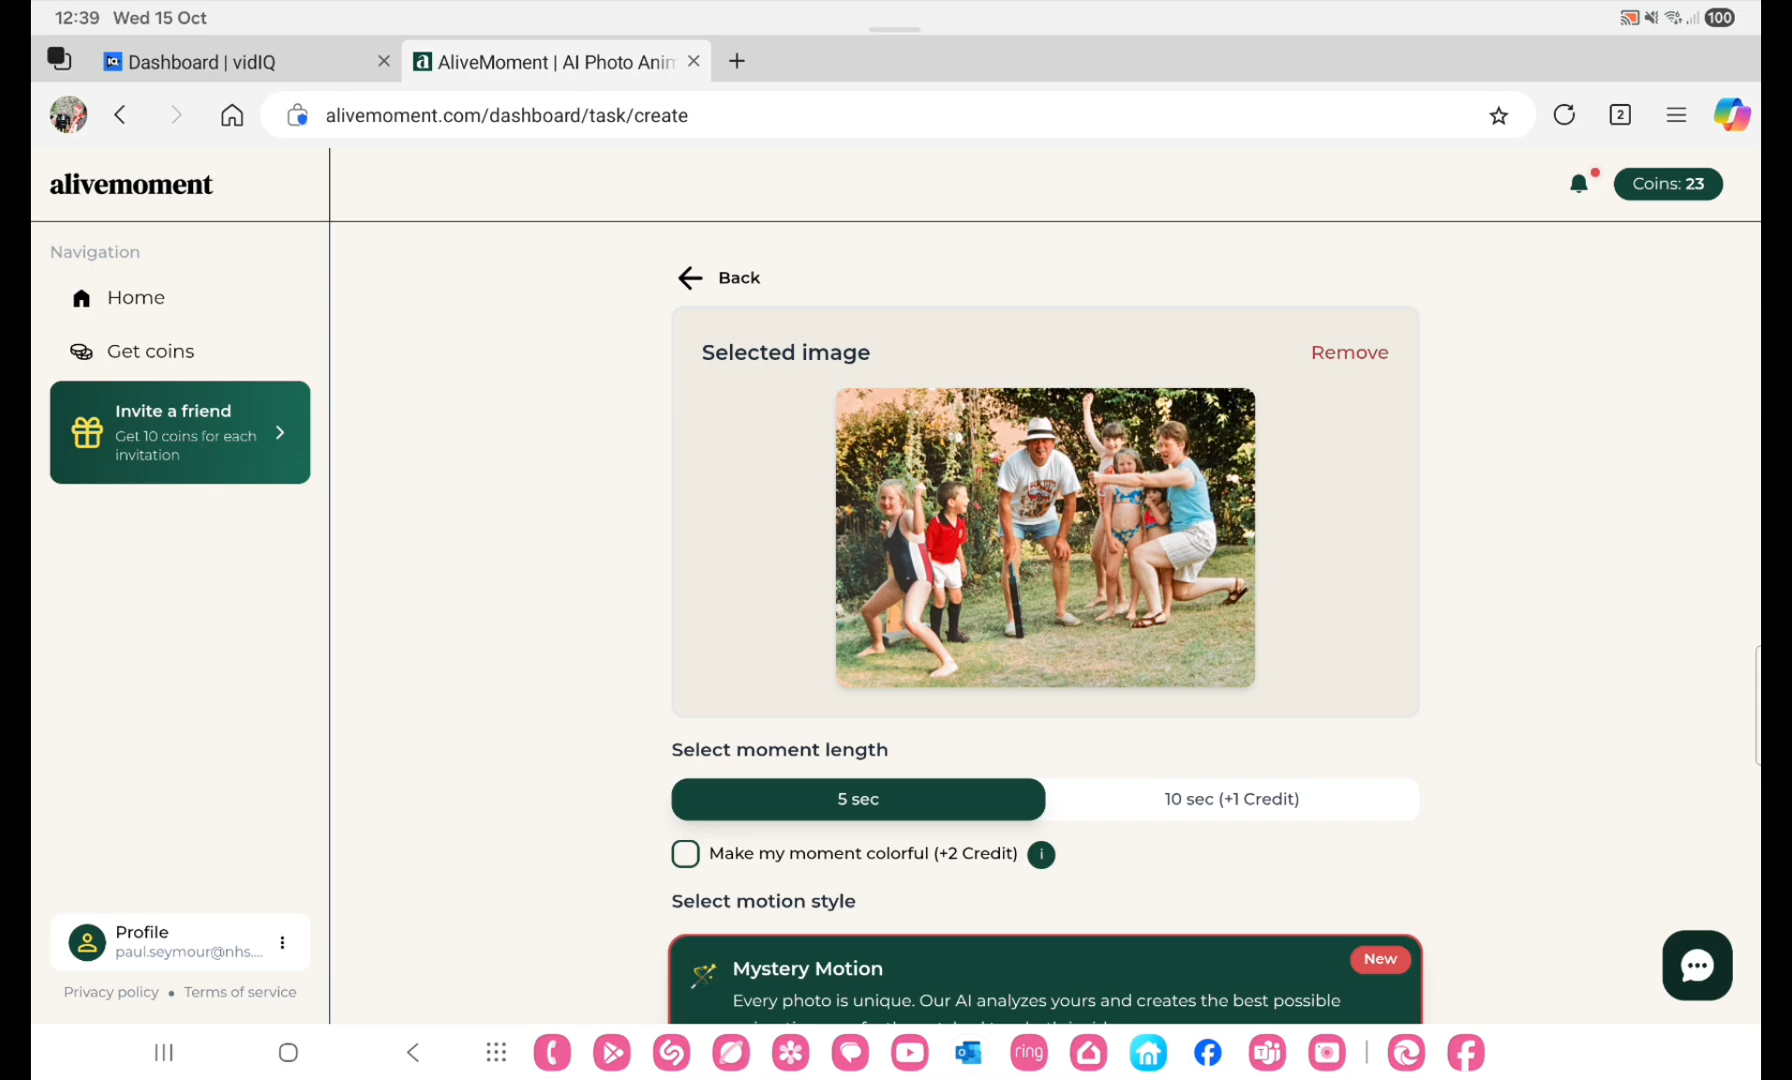 12:39 Wed 15 Oct
100
Dashboard | vidIQ
AliveMoment | AI Photo Anim
alivemoment.com/dashboard/task/create
2
alivemoment
Coins: 23
Navigation
Home
Get coins
Invite a friend
Get 10 coins for each
invitation
Back
Selected image
Remove
Select moment length
5 sec
10 sec (+1 Credit)
Make my moment colorful (+2 Credit)
i
Select motion style
Mystery Motion
New
Every photo is unique. Our AI analyzes yours and creates the best possible
Profile
paul.seymour@nhs....
Privacy policy • Terms of service
ring